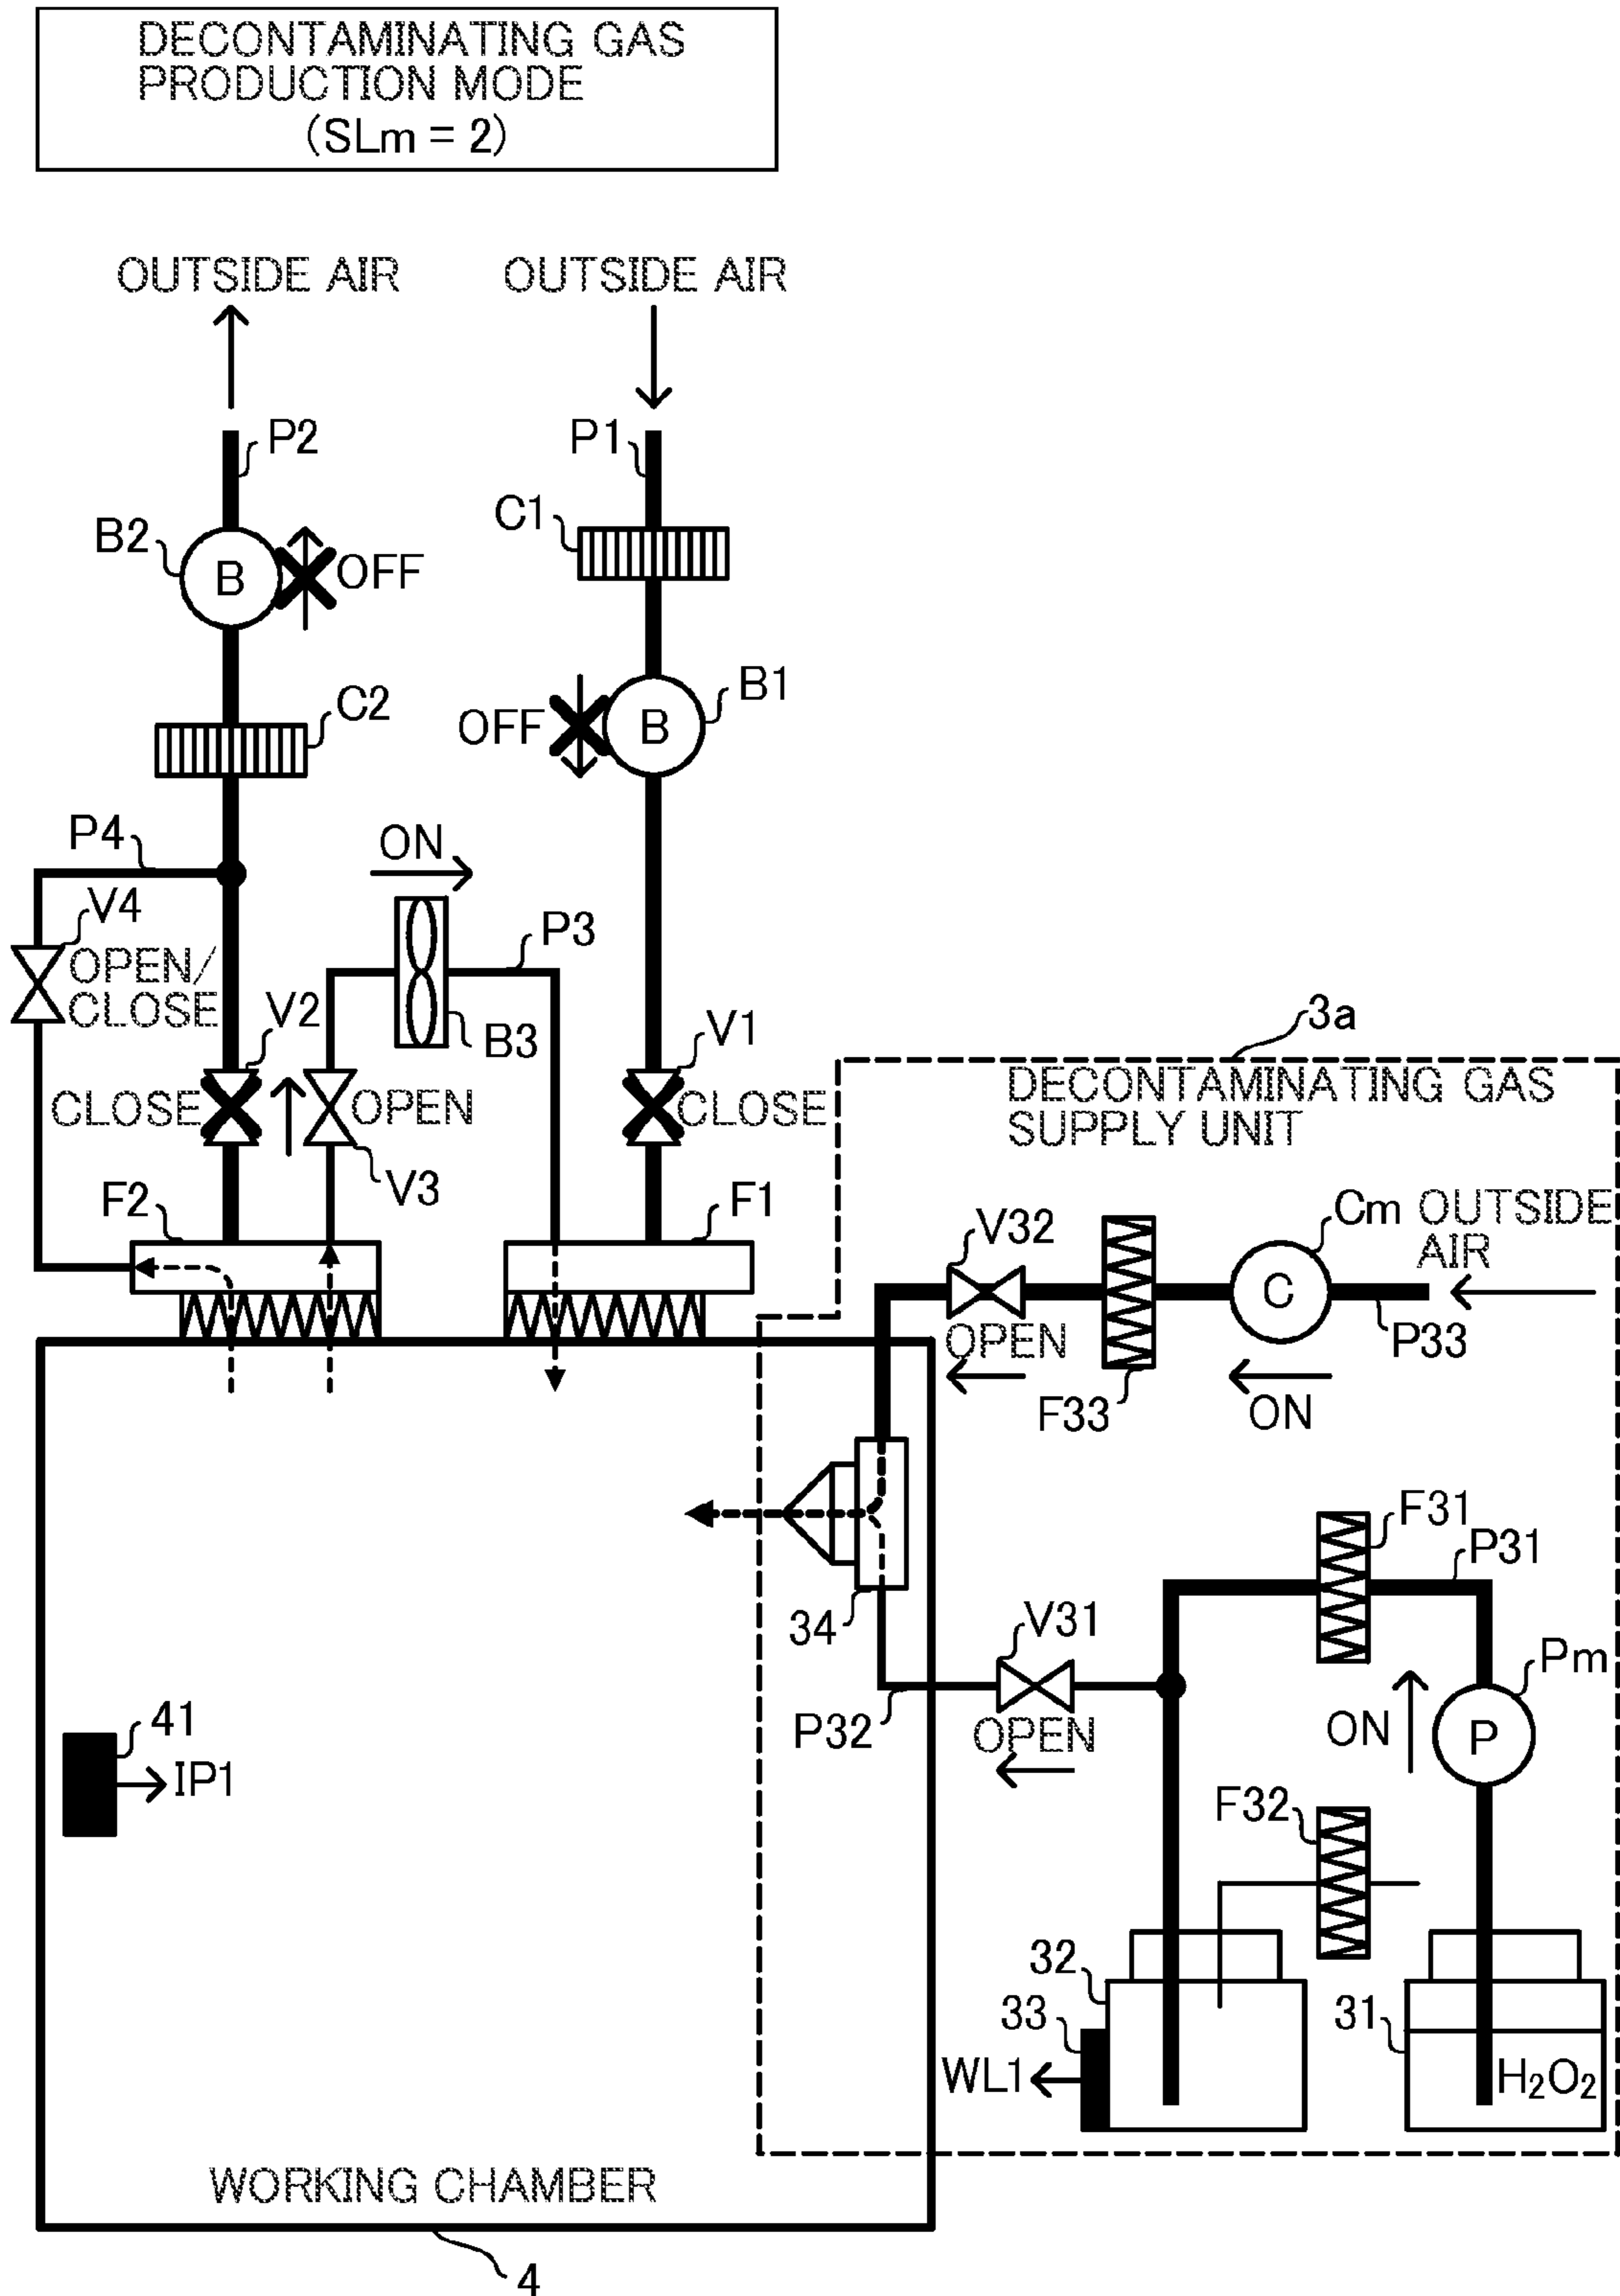 DECONTAMINATING GAS
PRODUCTION MODE
(SLm = 2)
OUTSIDE AIR
OUTSIDE AIR
P2
P1
C1
B2
B
OFF
B1
C2
OFF
B
P4
ON
V4
P3
OPEN/
CLOSE
V2
B3
V1
3a
CLOSE
OPEN
CLOSE
DECONTAMINATING GAS
SUPPLY UNIT
V3
F2
F1
V32
Cm
OUTSIDE
AIR
C
OPEN
P33
F33
ON
F31
P31
34
V31
Pm
P32
OPEN
ON
P
41
IP1
F32
32
33
31
WL1
H₂O₂
WORKING CHAMBER
4